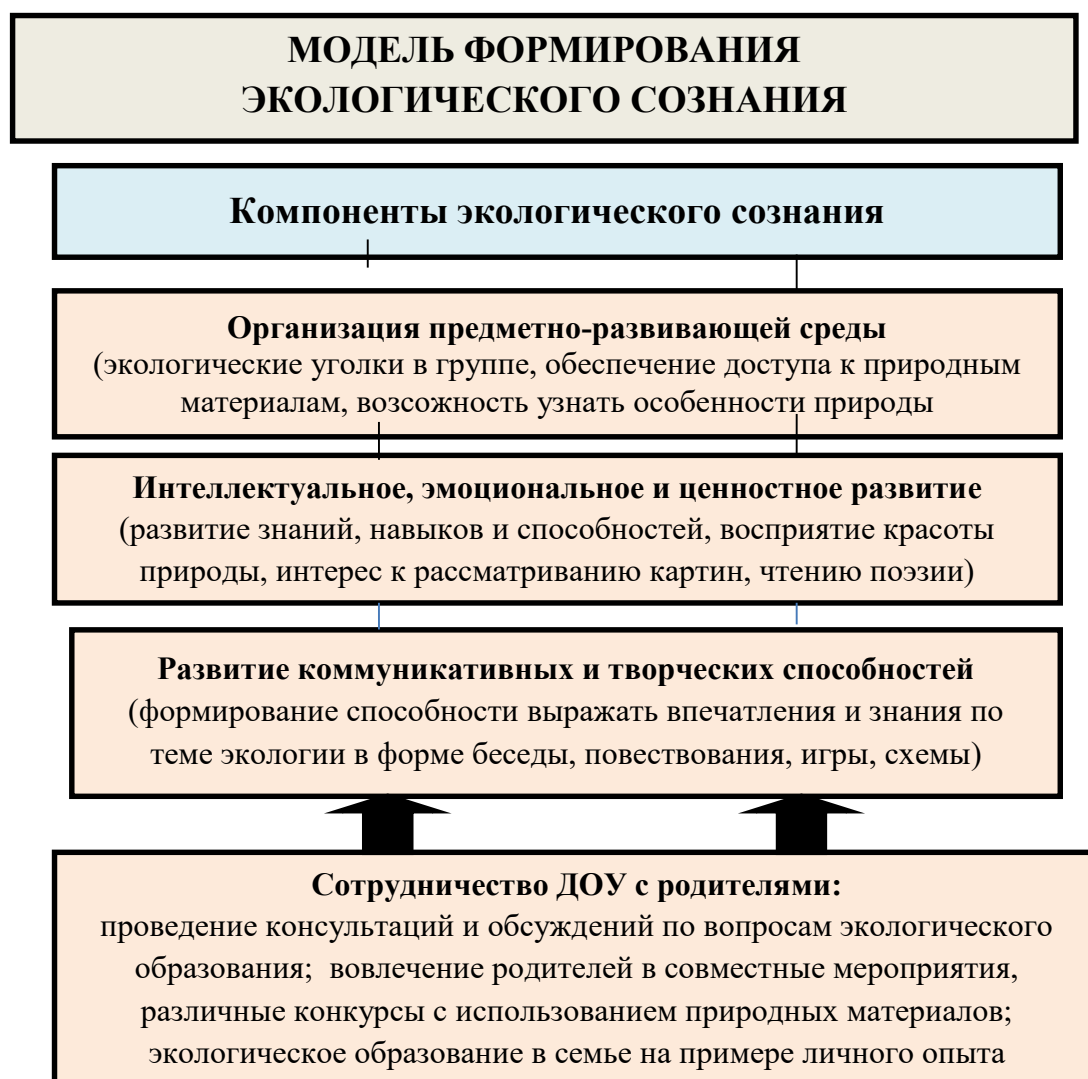 МОДЕЛЬ ФОРМИРОВАНИЯ
ЭКОЛОГИЧЕСКОГО СОЗНАНИЯ
Компоненты экологического сознания
Организация предметно-развивающей среды
(экологические уголки в группе, обеспечение доступа к природным
материалам, возсожность узнать особенности природы
Интеллектуальное, эмоциональное и ценностное развитие
(развитие знаний, навыков и способностей, восприятие красоты
природы, интерес к рассматриванию картин, чтению поэзии)
Развитие коммуникативных и творческих способностей
(формирование способности выражать впечатления и знания по
теме экологии в форме беседы, повествования, игры, схемы)
Сотрудничество ДОУ с родителями:
проведение консультаций и обсуждений по вопросам экологического
образования; вовлечение родителей в совместные мероприятия,
различные конкурсы с использованием природных материалов;
экологическое образование в семье на примере личного опыта